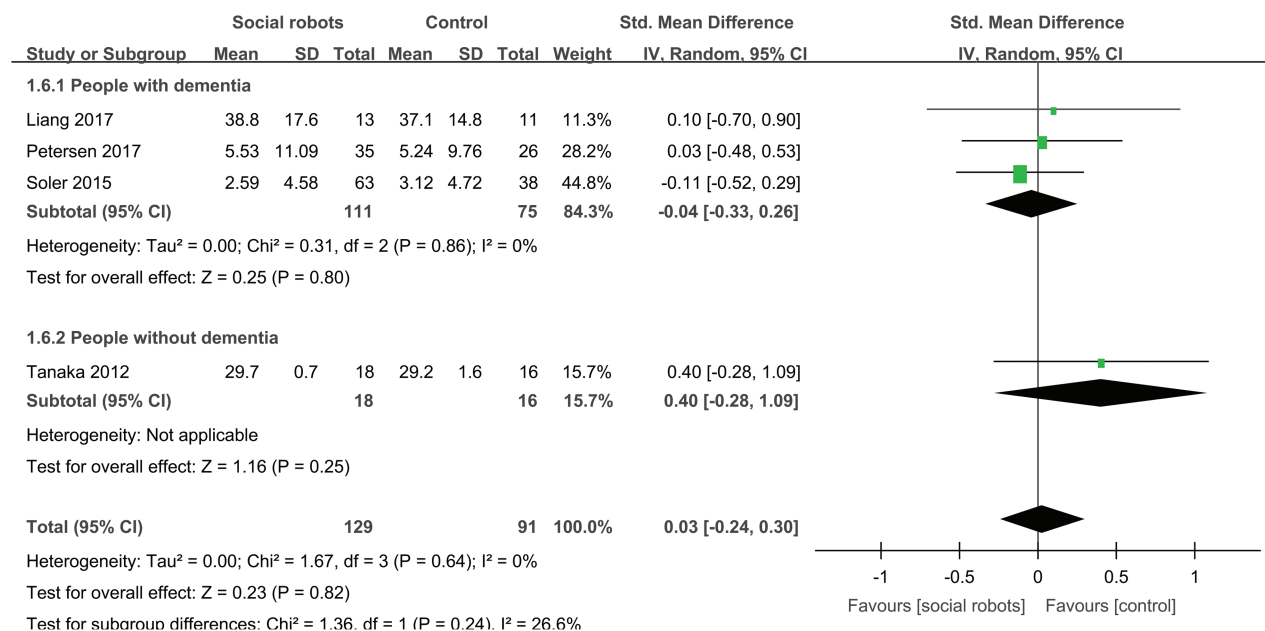 Social robots Control Std. Mean Difference Std. Mean Difference
Study or Subgroup Mean SD Total Mean SD Total Weight IV, Random, 95% CI IV, Random, 95% CI
1.6.1 People with dementia
Liang 2017 38.8 17.6 13 37.1 14.8 11 11.3% 0.10 [-0.70, 0.90]
Petersen 2017 5.53 11.09 35 5.24 9.76 26 28.2% 0.03 [-0.48, 0.53]
Soler 2015 2.59 4.58 63 3.12 4.72 38 44.8% -0.11 [-0.52, 0.29]
Subtotal (95% CI) 111 75 84.3% -0.04 [-0.33, 0.26]
Heterogeneity: Tau² = 0.00; Chi² = 0.31, df = 2 (P = 0.86); I² = 0%
Test for overall effect: Z = 0.25 (P = 0.80)
1.6.2 People without dementia
Tanaka 2012 29.7 0.7 18 29.2 1.6 16 15.7% 0.40 [-0.28, 1.09]
Subtotal (95% CI) 18 16 15.7% 0.40 [-0.28, 1.09]
Heterogeneity: Not applicable
Test for overall effect: Z = 1.16 (P = 0.25)
Total (95% CI) 129 91 100.0% 0.03 [-0.24, 0.30]
Heterogeneity: Tau² = 0.00; Chi² = 1.67, df = 3 (P = 0.64); I² = 0%
Test for overall effect: Z = 0.23 (P = 0.82)
Test for subgroup differences: Chi² = 1.36, df = 1 (P = 0.24), I² = 26.6%
-1 -0.5 0 0.5 1
Favours [social robots] Favours [control]